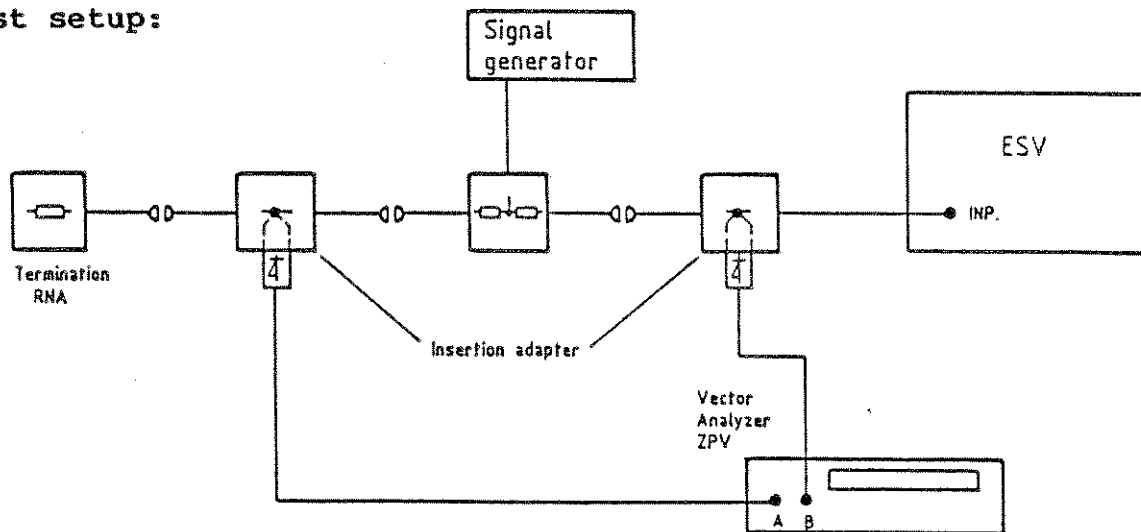 st setup:
Signal
generator
ESV
INP.
Termination
RNA
Insertion adapter
Vector
Analyzer
ZPV
A B